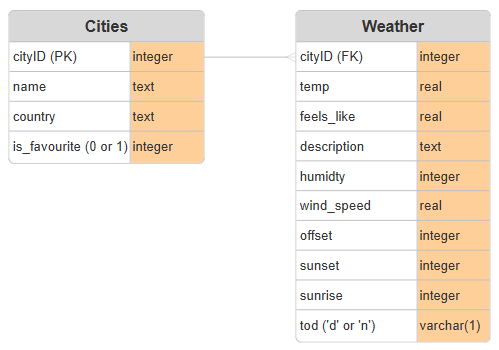 Cities
cityID (PK) integer
name text
country text
is_favourite (0 or 1) integer
Weather
cityID (FK) integer
temp real
feels_like real
description text
humidty integer
wind_speed real
offset integer
sunset integer
sunrise integer
tod ('d' or 'n') varchar(1)